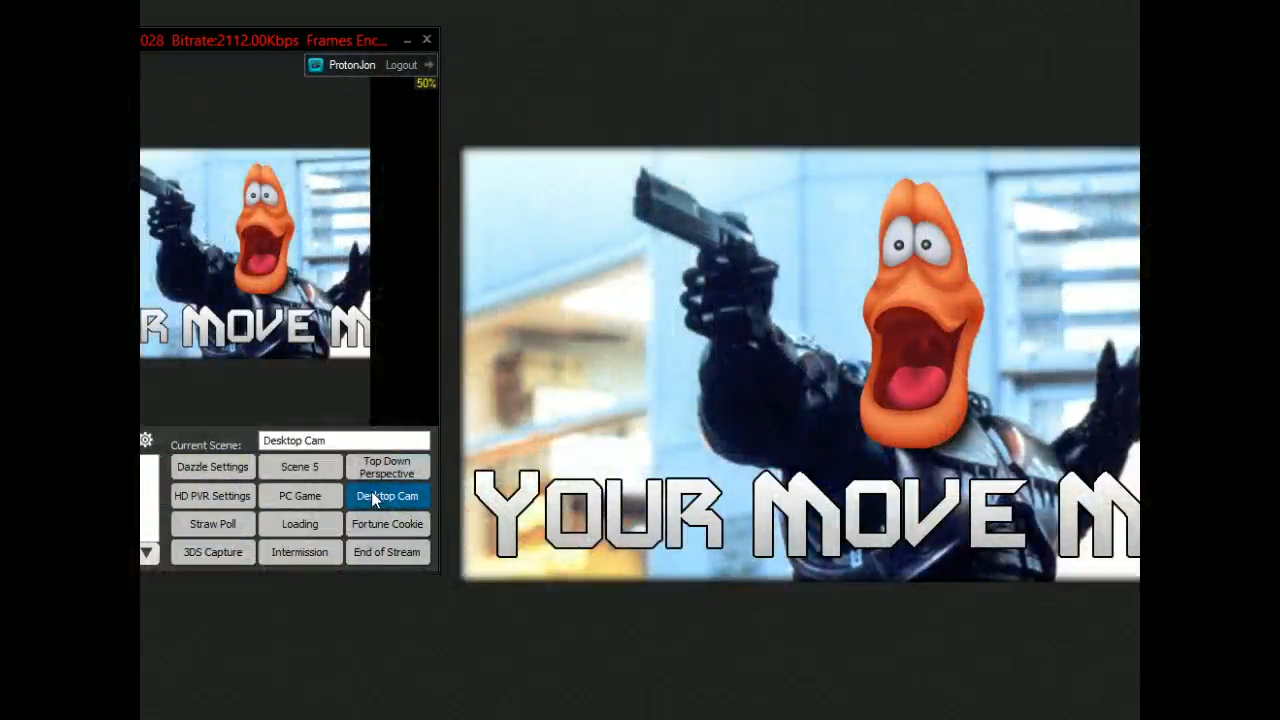 028 Bitrate:2112.00Kbps Frames Enc...
ProtonJon Logout
50%
R MOVE M
YOUR MOVE M
Current Scene: Desktop Cam
Dazzle Settings Scene 5 Top Down Perspective
HD PVR Settings PC Game Desktop Cam
Straw Poll Loading Fortune Cookie
3DS Capture Intermission End of Stream